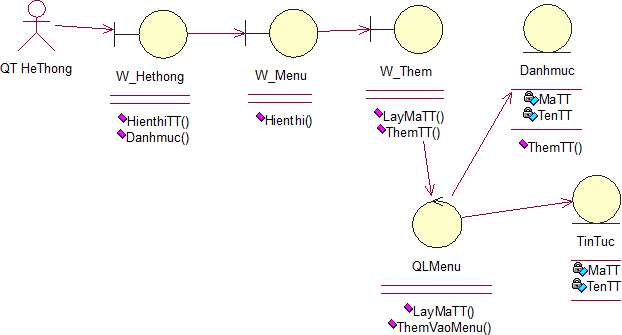 QT HeThong
W_Hethong
HienthiTT()
Danhmuc()
W_Menu
Hienthi()
W_Them
LayMaTT()
ThemTT()
Danhmuc
MaTT
TenTT
ThemTT()
QLMenu
LayMaTT()
ThemVaoMenu()
TinTuc
MaTT
TenTT